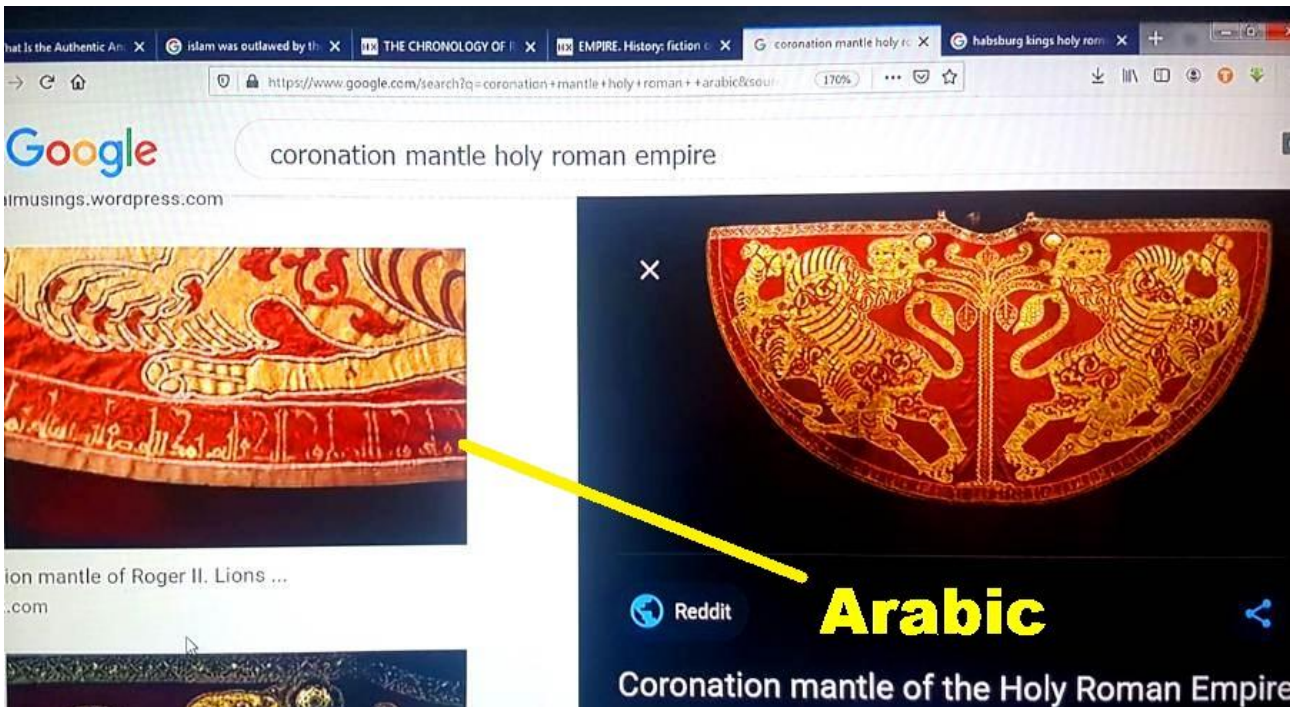 hat Is the Authentic An
islam was outlawed by th
THE CHRONOLOGY OF
EMPIRE. History: fiction
coronation mantle holy ro
habsburg kings holy rom
https://www.google.com/search?q=coronation+mantle+holy+roman++arabic&sour
170%
Google
coronation mantle holy roman empire
almusings.wordpress.com
ion mantle of Roger II. Lions ...
.com
Reddit
Arabic
Coronation mantle of the Holy Roman Empire